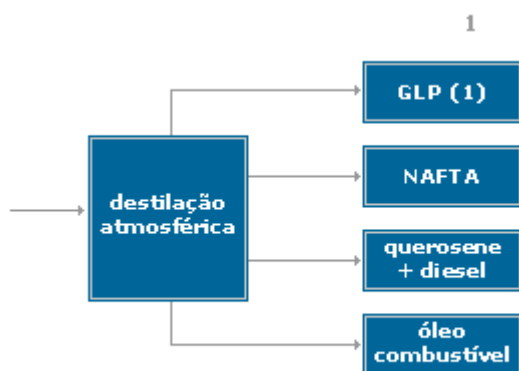 1
GLP (1)
NAFTA
destilação
atmosférica
querosene
+ diesel
óleo
combustível